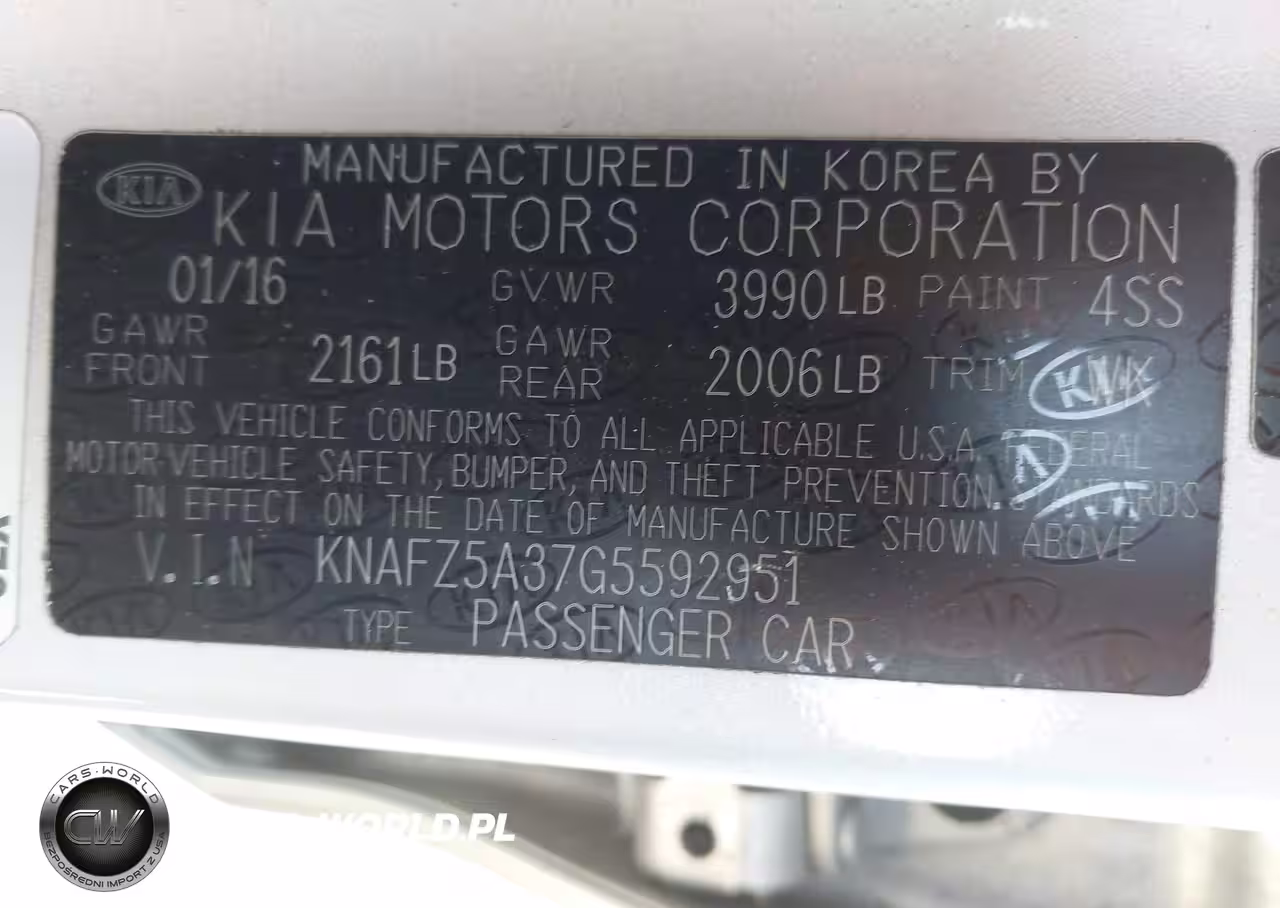 KIA
MANUFACTURED IN KOREA BY
KIA MOTORS CORPORATION
01/16 GVWR 3990LB PAINT 4SS
GAWR FRONT 2161LB GAWR REAR 2006LB TRIM
THIS VEHICLE CONFORMS TO ALL APPLICABLE U.S.A. FEDERAL
MOTOR-VEHICLE SAFETY, BUMPER, AND THEFT PREVENTION STANDARDS
IN EFFECT ON THE DATE OF MANUFACTURE SHOWN ABOVE
V.I.N KNAFZ5A37G5592951
TYPE PASSENGER CAR
CARS-WORLD
CW
BEZPOŚREDNI IMPORT Z USA
WORLD.PL